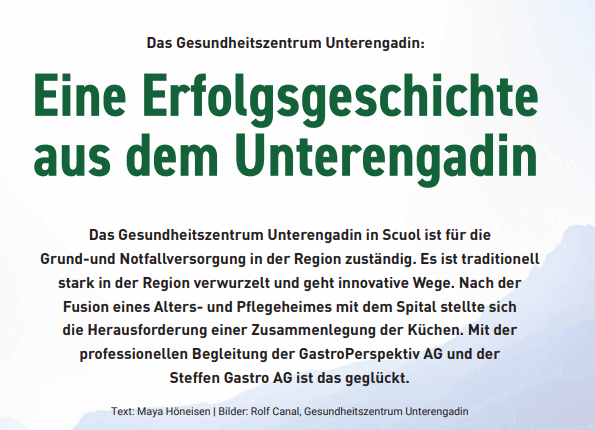 Das Gesundheitszentrum Unterengadin:
Eine Erfolgsgeschichte
aus dem Unterengadin
Das Gesundheitszentrum Unterengadin in Scuol ist für die
Grund-und Notfallversorgung in der Region zuständig. Es ist traditionell
stark in der Region verwurzelt und geht innovative Wege. Nach der
Fusion eines Alters- und Pflegeheimes mit dem Spital stellte sich
die Herausforderung einer Zusammenlegung der Küchen. Mit der
professionellen Begleitung der GastroPerspektiv AG und der
Steffen Gastro AG ist das geglückt.
Text: Maya Höneisen | Bilder: Rolf Canal, Gesundheitszentrum Unterengadin